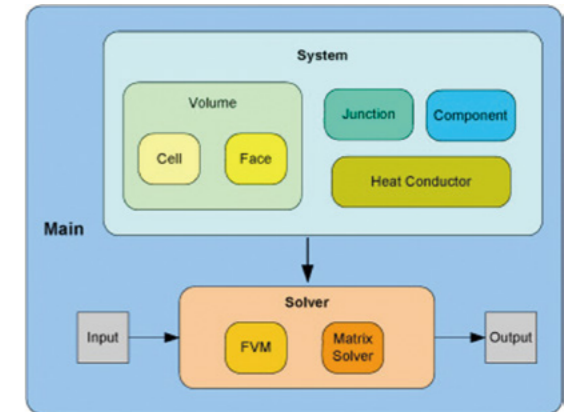 System
Volume
Junction
Component
Cell
Face
Heat Conductor
Main
Solver
Input
FVM
Matrix
Solver
Output